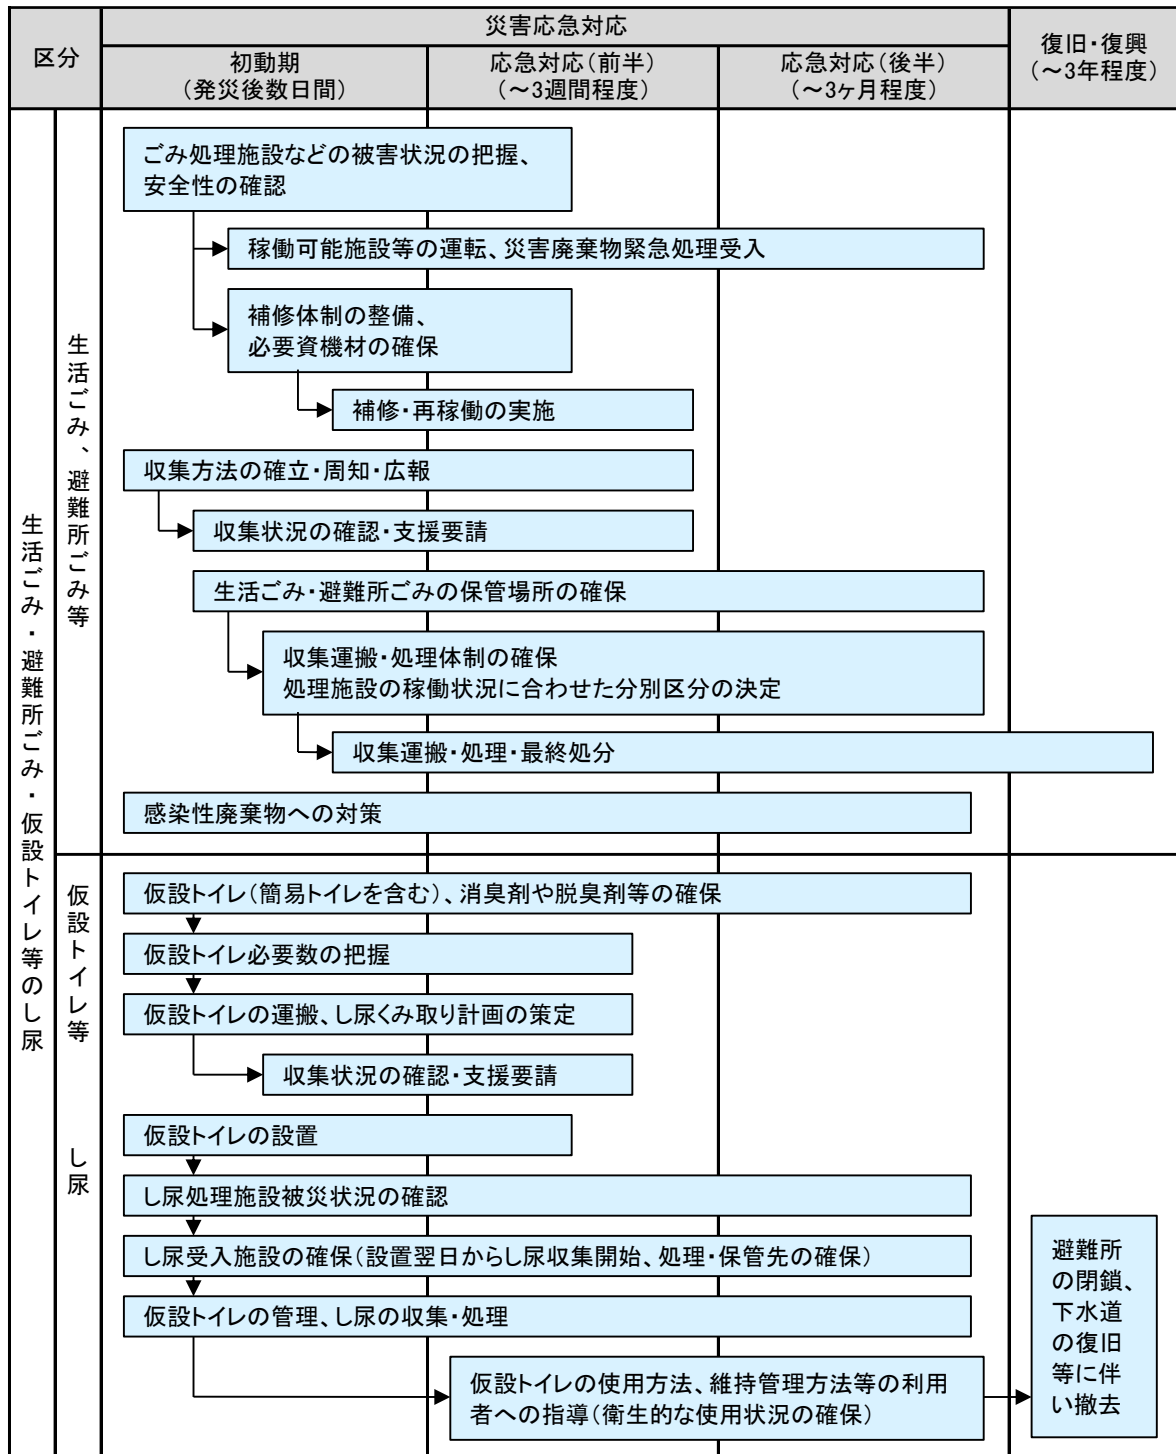 区分
災害応急対応
初動期
（発災後数日間）
応急対応（前半）
（～3週間程度）
応急対応（後半）
（～3ヶ月程度）
復旧・復興
（～3年程度）
生活ごみ・避難所ごみ・仮設トイレ等のし尿
生活ごみ、避難所ごみ等
ごみ処理施設などの被害状況の把握、
安全性の確認
稼働可能施設等の運転、災害廃棄物緊急処理受入
補修体制の整備、
必要資機材の確保
補修・再稼働の実施
収集方法の確立・周知・広報
収集状況の確認・支援要請
生活ごみ・避難所ごみの保管場所の確保
収集運搬・処理体制の確保
処理施設の稼働状況に合わせた分別区分の決定
収集運搬・処理・最終処分
感染性廃棄物への対策
仮設トイレ等
し尿
仮設トイレ（簡易トイレを含む）、消臭剤や脱臭剤等の確保
仮設トイレ必要数の把握
仮設トイレの運搬、し尿くみ取り計画の策定
収集状況の確認・支援要請
仮設トイレの設置
し尿処理施設被災状況の確認
し尿受入施設の確保（設置翌日からし尿収集開始、処理・保管先の確保）
仮設トイレの管理、し尿の収集・処理
仮設トイレの使用方法、維持管理方法等の利用
者への指導（衛生的な使用状況の確保）
避難所
の閉鎖、
下水道
の復旧
等に伴
い撤去